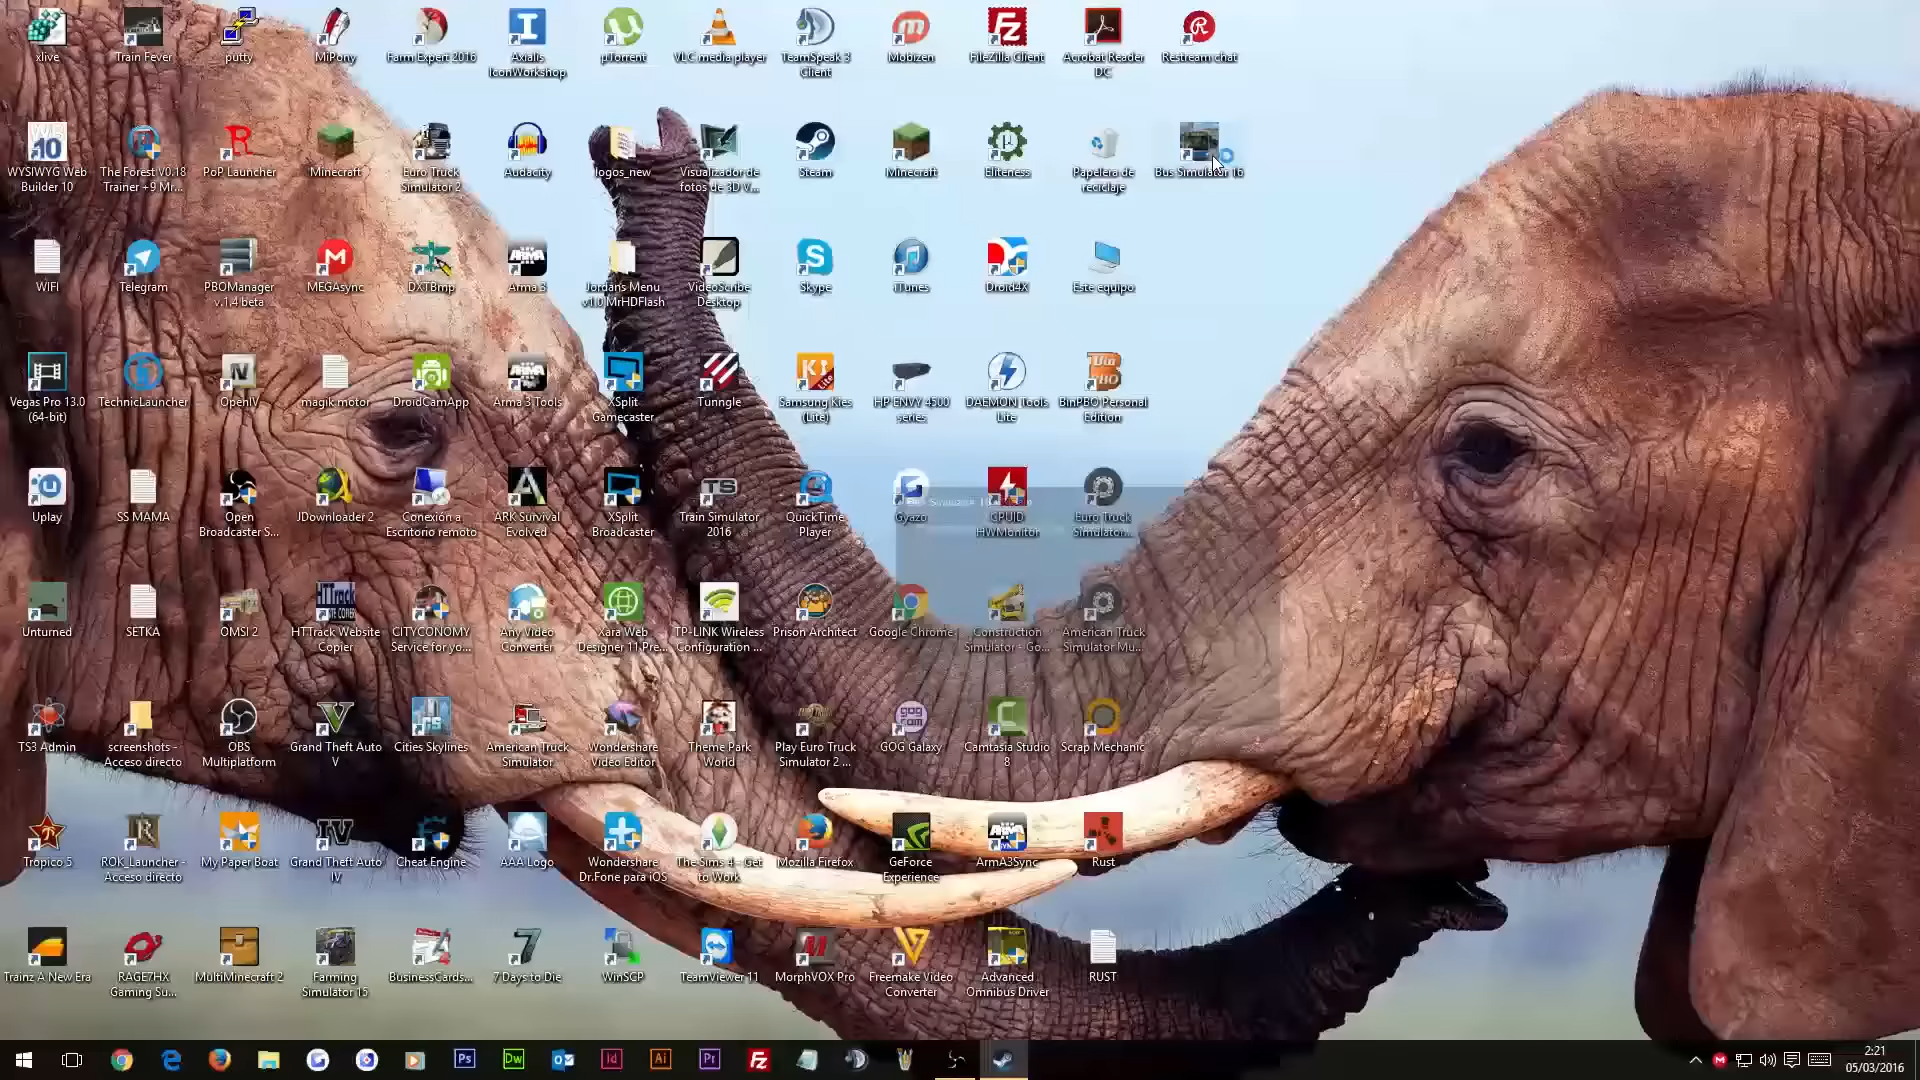 xlive
Train Fever
putty
MiPony
Farm Expert 2016
Axialis
IconWorkshop
µTorrent
VLC media player
TeamSpeak 3
Client
Mobizen
FileZilla Client
Acrobat Reader
DC
Restream chat
WYSIWYG Web
Builder 10
The Forest V0.18
Trainer +9 Mr...
PoP Launcher
Minecraft
Euro Truck
Simulator 2
Audacity
logos_new
Visualizador de
fotos de 3D V...
Steam
Minecraft
Eliteness
Papelera de
reciclaje
Bus Simulator 16
WIFI
Telegram
PBOManager
v.1.4 beta
MEGAsync
DXTBmp
Arma 3
Jordans Menu
v1.0 MrHDFlash
VideoScribe
Desktop
Skype
iTunes
Droid4X
Este equipo
Vegas Pro 13.0
(64-bit)
TechnicLauncher
OpenIV
magik motor
DroidCamApp
Arma 3 Tools
XSplit
Gamecaster
Tunngle
Samsung Kies
(Lite)
HP ENVY 4500
series
DAEMON Tools
Lite
BinPBO Personal
Edition
Uplay
SS MAMA
Open
Broadcaster S...
JDownloader 2
Conexión a
Escritorio remoto
ARK Survival
Evolved
XSplit
Broadcaster
Train Simulator
2016
QuickTime
Player
Gyazo
CPUID
HWMonitor
Euro Truck
Simulator...
Unturned
SETKA
OMSI 2
HTTrack Website
Copier
CITYCONOMY
Service for yo...
Any Video
Converter
Xara Web
Designer 11 Pre...
TP-LINK Wireless
Configuration ...
Prison Architect
Google Chrome
Construction
Simulator - Go...
American Truck
Simulator Mu...
TS3 Admin
screenshots -
Acceso directo
OBS
Multiplatform
Grand Theft Auto
V
Cities Skylines
American Truck
Simulator
Wondershare
Video Editor
Theme Park
World
Play Euro Truck
Simulator 2 ...
GOG Galaxy
Camtasia Studio
8
Scrap Mechanic
Tropico 5
ROK_Launcher -
Acceso directo
My Paper Boat
Grand Theft Auto
IV
Cheat Engine
AAA Logo
Wondershare
Dr.Fone para iOS
The Sims 4 - Get
to Work
Mozilla Firefox
GeForce
Experience
ArmA3Sync
Rust
Trainz A New Era
RAGE7HX
Gaming Su...
MultiMinecraft 2
Farming
Simulator 15
BusinessCards...
7 Days to Die
WinSCP
TeamViewer 11
MorphVOX Pro
Freemake Video
Converter
Advanced
Omnibus Driver
RUST
2:21
05/03/2016